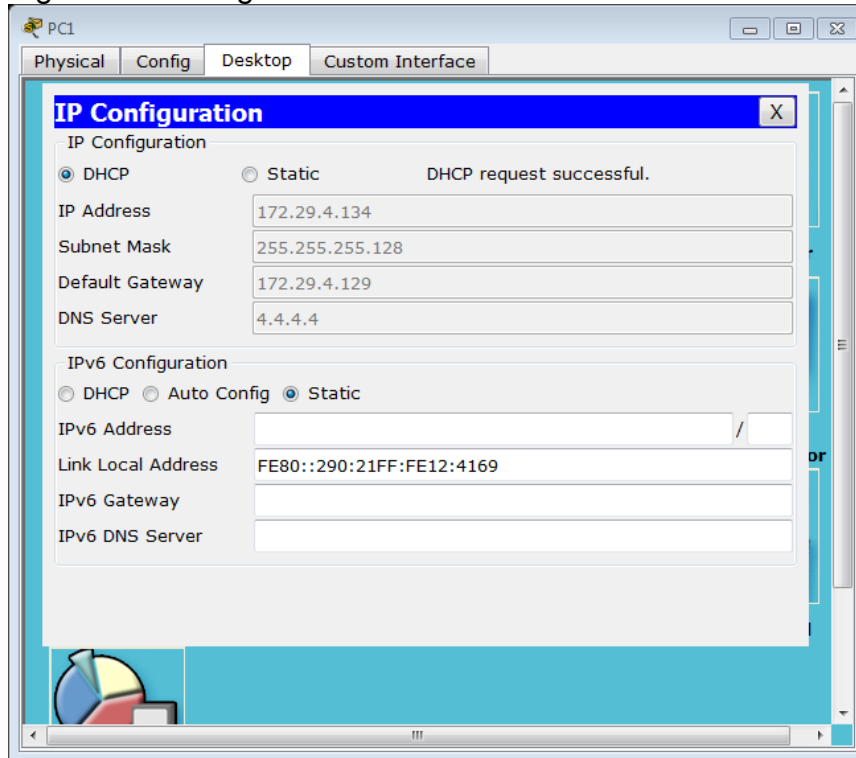 PC1
Physical Config Desktop Custom Interface
IP Configuration X
IP Configuration
DHCP Static DHCP request successful.
IP Address 172.29.4.134
Subnet Mask 255.255.255.128
Default Gateway 172.29.4.129
DNS Server 4.4.4.4
IPv6 Configuration
DHCP Auto Config Static
IPv6 Address /
Link Local Address FE80::290:21FF:FE12:4169
or
IPv6 Gateway
IPv6 DNS Server